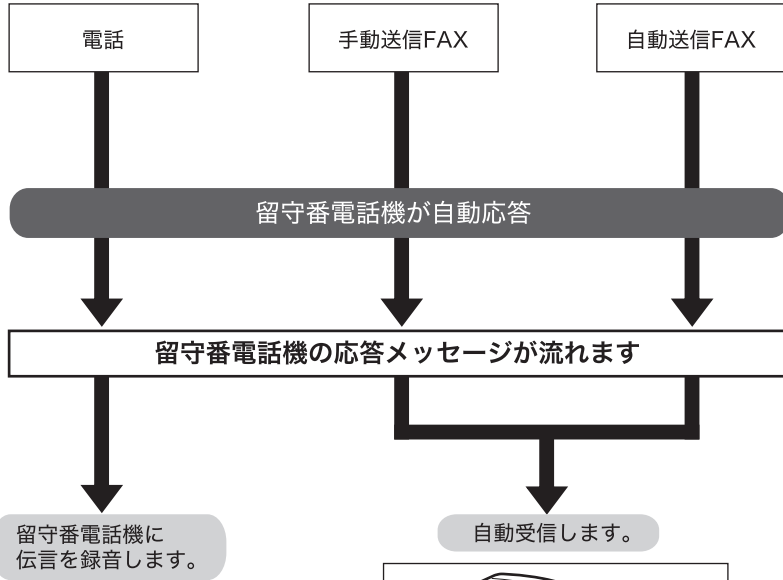 電話
手動送信FAX
自動送信FAX
留守番電話機が自動応答
留守番電話機の応答メッセージが流れます
留守番電話機に
伝言を録音します。
自動受信します。